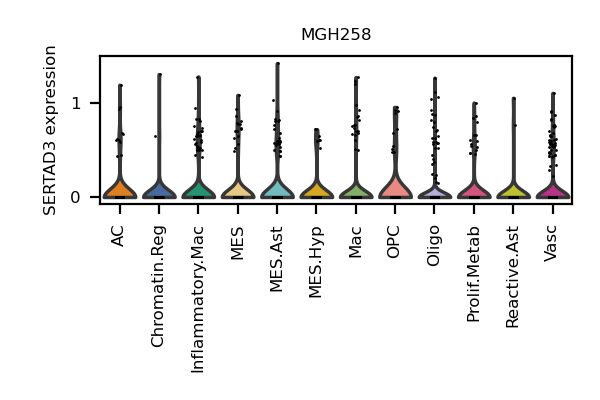 MGH258
SERTAD3 expression
1
0
AC
Chromatin.Reg
Inflammatory.Mac
MES
MES.Ast
MES.Hyp
Mac
OPC
Oligo
Prolif.Metab
Reactive.Ast
Vasc